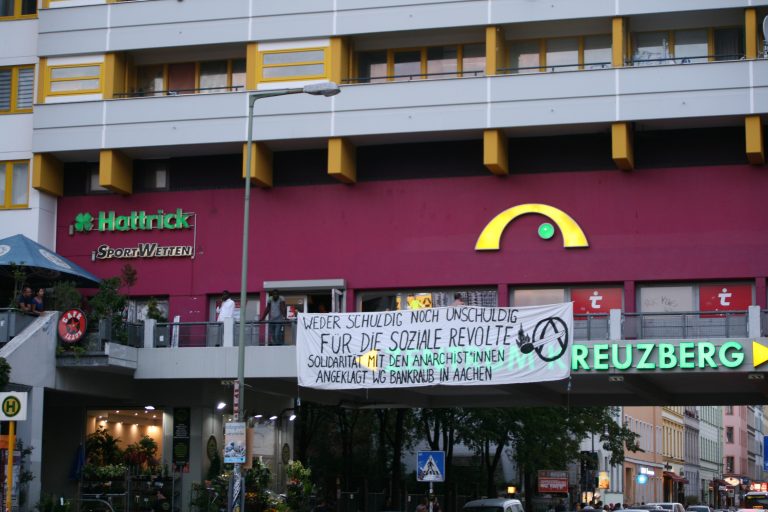 Hattrick
SPORTWETTEN
WEDER SCHULDIG NOCH UNSCHULDIG
FÜR DIE SOZIALE REVOLTE
SOLIDARITÄT MIT DEN ANARCHIST*INNEN
ANGEKLAGT WG BANKRAUB IN AACHEN
KREUZBERG
CAFE
H